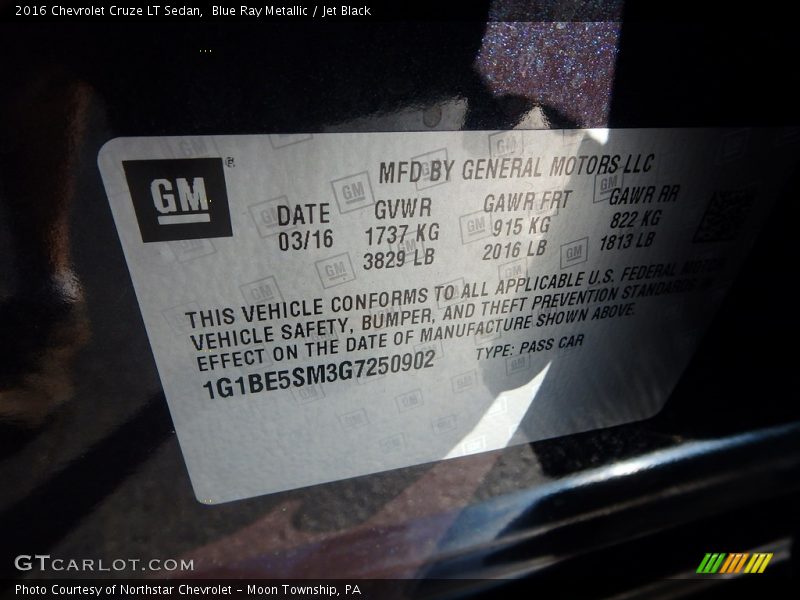 2016 Chevrolet Cruze LT Sedan, Blue Ray Metallic / Jet Black
GM
MFD BY GENERAL MOTORS LLC
DATE GVWR GAWR FRT GAWR RR
03/16 1737 KG 915 KG 822 KG
3829 LB 2016 LB 1813 LB
THIS VEHICLE CONFORMS TO ALL APPLICABLE U.S. FEDERAL MOTOR
VEHICLE SAFETY, BUMPER, AND THEFT PREVENTION STANDARDS IN
EFFECT ON THE DATE OF MANUFACTURE SHOWN ABOVE.
1G1BE5SM3G7250902 TYPE: PASS CAR
GTCARLOT.COM
Photo Courtesy of Northstar Chevrolet - Moon Township, PA